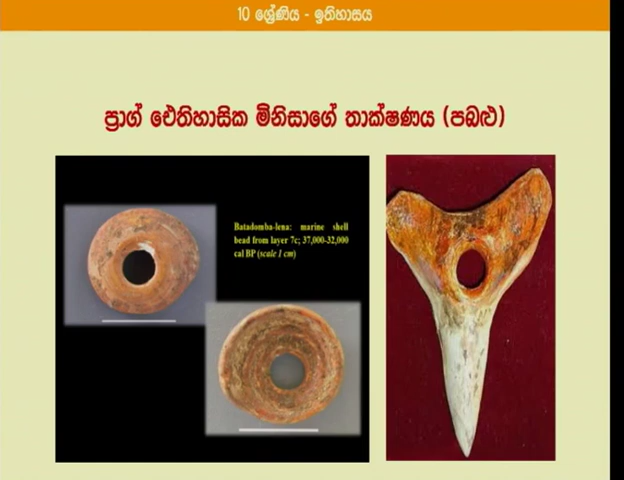 10 ශ්‍රේණිය - ඉතිහාසය
ප්‍රාග් ඓතිහාසික මිනිසාගේ තාක්ෂණය (පබළු)
Batadomba-lena: marine shell
bead from layer 7c; 37,000-32,000
cal BP (scale 1 cm)